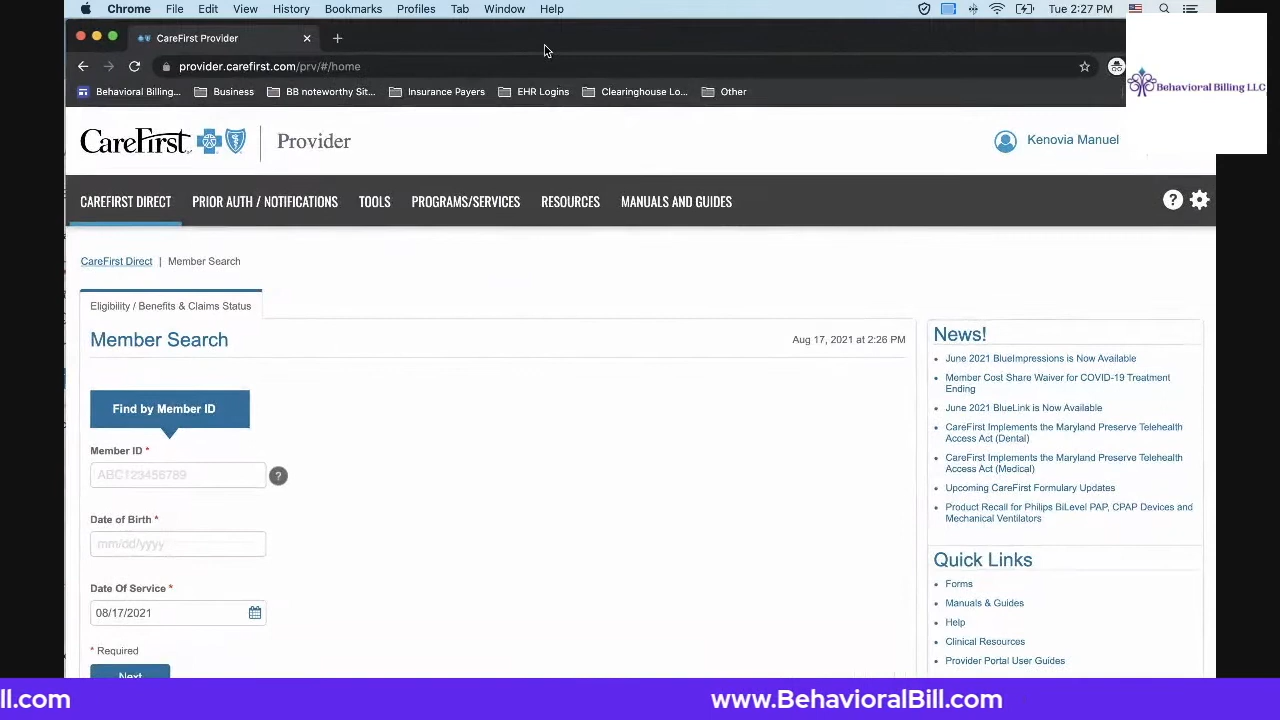 Chrome File Edit View History Bookmarks Profiles Tab Window Help Tue 2:27 PM
CareFirst Provider
provider.carefirst.com/prv/#/home
Behavioral Billing... Business BB noteworthy Sit... Insurance Payers EHR Logins Clearinghouse Lo... Other
Behavioral Billing LLC
CareFirst Provider
Kenovia Manuel
CAREFIRST DIRECT PRIOR AUTH / NOTIFICATIONS TOOLS PROGRAMS/SERVICES RESOURCES MANUALS AND GUIDES
CareFirst Direct | Member Search
Eligibility / Benefits & Claims Status
Member Search
Aug 17, 2021 at 2:26 PM
Find by Member ID
Member ID *
ABC123456789
Date of Birth *
mm/dd/yyyy
Date Of Service *
08/17/2021
* Required
Next
News!
June 2021 BlueImpressions is Now Available
Member Cost Share Waiver for COVID-19 Treatment
Ending
June 2021 BlueLink is Now Available
CareFirst Implements the Maryland Preserve Telehealth
Access Act (Dental)
CareFirst Implements the Maryland Preserve Telehealth
Access Act (Medical)
Upcoming CareFirst Formulary Updates
Product Recall for Philips BiLevel PAP, CPAP Devices and
Mechanical Ventilators
Quick Links
Forms
Manuals & Guides
Help
Clinical Resources
Provider Portal User Guides
ll.com www.BehavioralBill.com